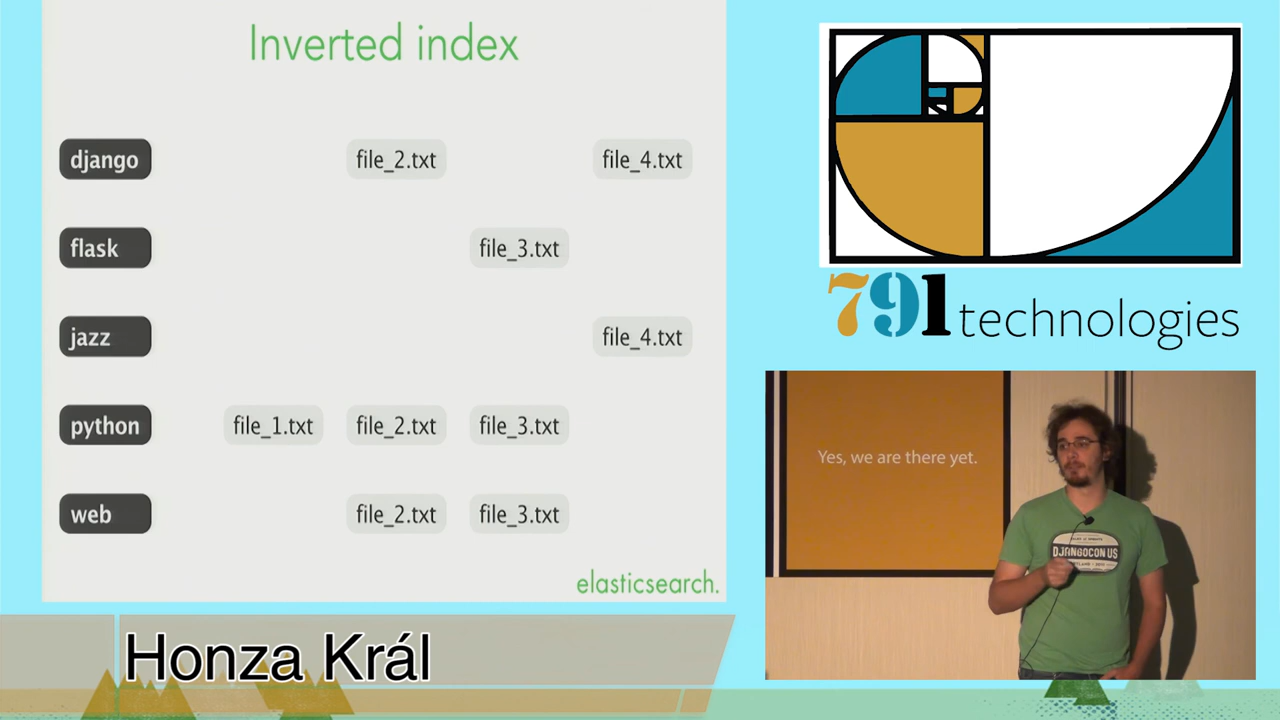 Inverted index
django file_2.txt file_4.txt
flask file_3.txt
jazz file_4.txt
python file_1.txt file_2.txt file_3.txt
web file_2.txt file_3.txt
elasticsearch.
791 technologies
Yes, we are there yet.
DJANGOCON US
Honza Král